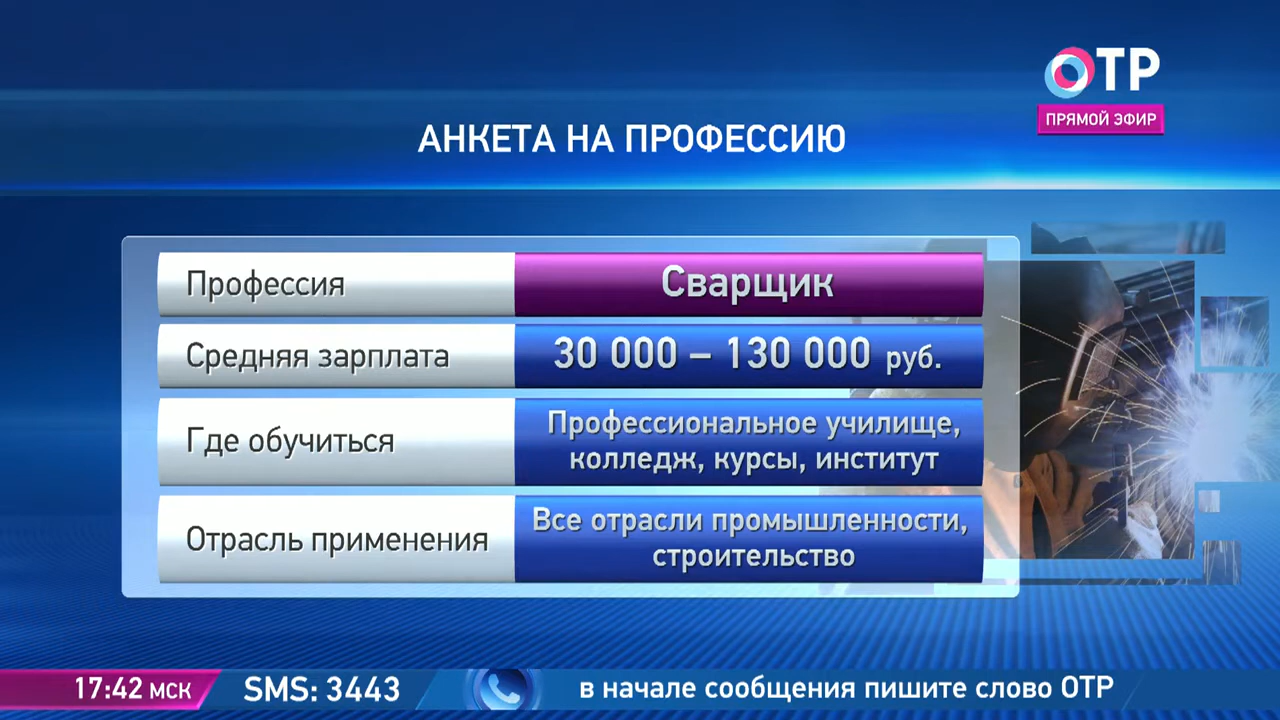 ОТР
ПРЯМОЙ ЭФИР
АНКЕТА НА ПРОФЕССИЮ
Профессия
Сварщик
Средняя зарплата
30 000 – 130 000 руб.
Где обучиться
Профессиональное училище,
колледж, курсы, институт
Отрасль применения
Все отрасли промышленности,
строительство
17:42 МСК
SMS: 3443
в начале сообщения пишите слово ОТР